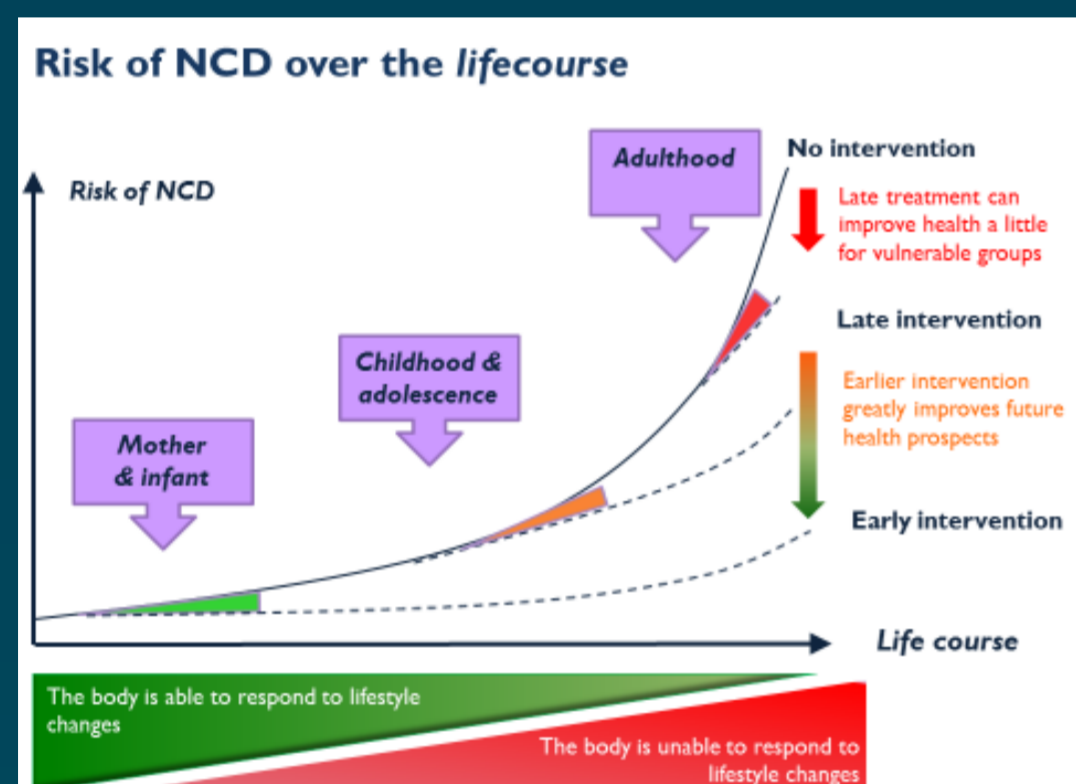 Risk of NCD over the lifecourse
Risk of NCD
Adulthood
No intervention
Late treatment can
improve health a little
for vulnerable groups
Late intervention
Childhood &
adolescence
Earlier intervention
greatly improves future
health prospects
Mother
& infant
Early intervention
Life course
The body is able to respond to lifestyle
changes
The body is unable to respond to
lifestyle changes